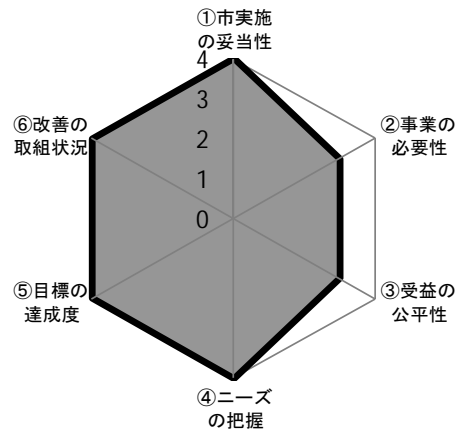 ①市実施
の妥当性
4
3
2
1
0
②事業の
必要性
③受益の
公平性
④ニーズ
の把握
⑤目標の
達成度
⑥改善の
取組状況